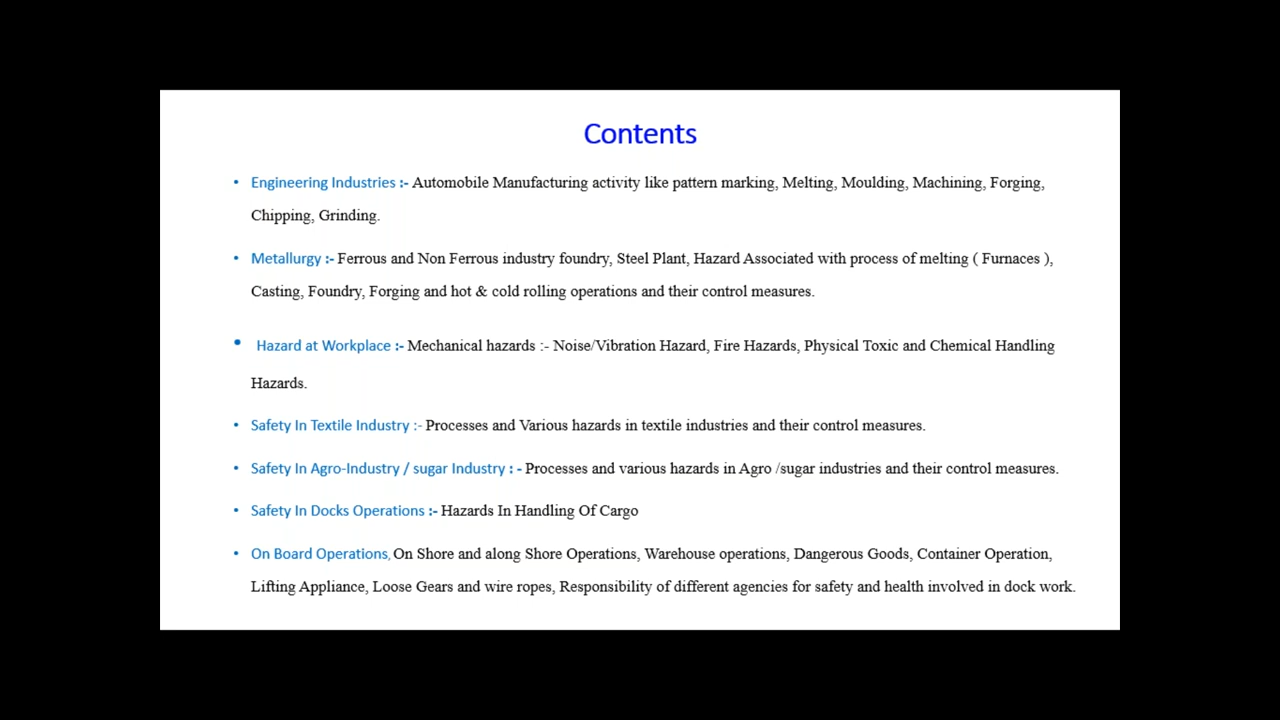 Contents
• Engineering Industries :- Automobile Manufacturing activity like pattern marking, Melting, Moulding, Machining, Forging,
Chipping, Grinding.
• Metallurgy :- Ferrous and Non Ferrous industry foundry, Steel Plant, Hazard Associated with process of melting ( Furnaces ),
Casting, Foundry, Forging and hot & cold rolling operations and their control measures.
• Hazard at Workplace :- Mechanical hazards :- Noise/Vibration Hazard, Fire Hazards, Physical Toxic and Chemical Handling
Hazards.
• Safety In Textile Industry :- Processes and Various hazards in textile industries and their control measures.
• Safety In Agro-Industry / sugar Industry : - Processes and various hazards in Agro /sugar industries and their control measures.
• Safety In Docks Operations :- Hazards In Handling Of Cargo
• On Board Operations, On Shore and along Shore Operations, Warehouse operations, Dangerous Goods, Container Operation,
Lifting Appliance, Loose Gears and wire ropes, Responsibility of different agencies for safety and health involved in dock work.